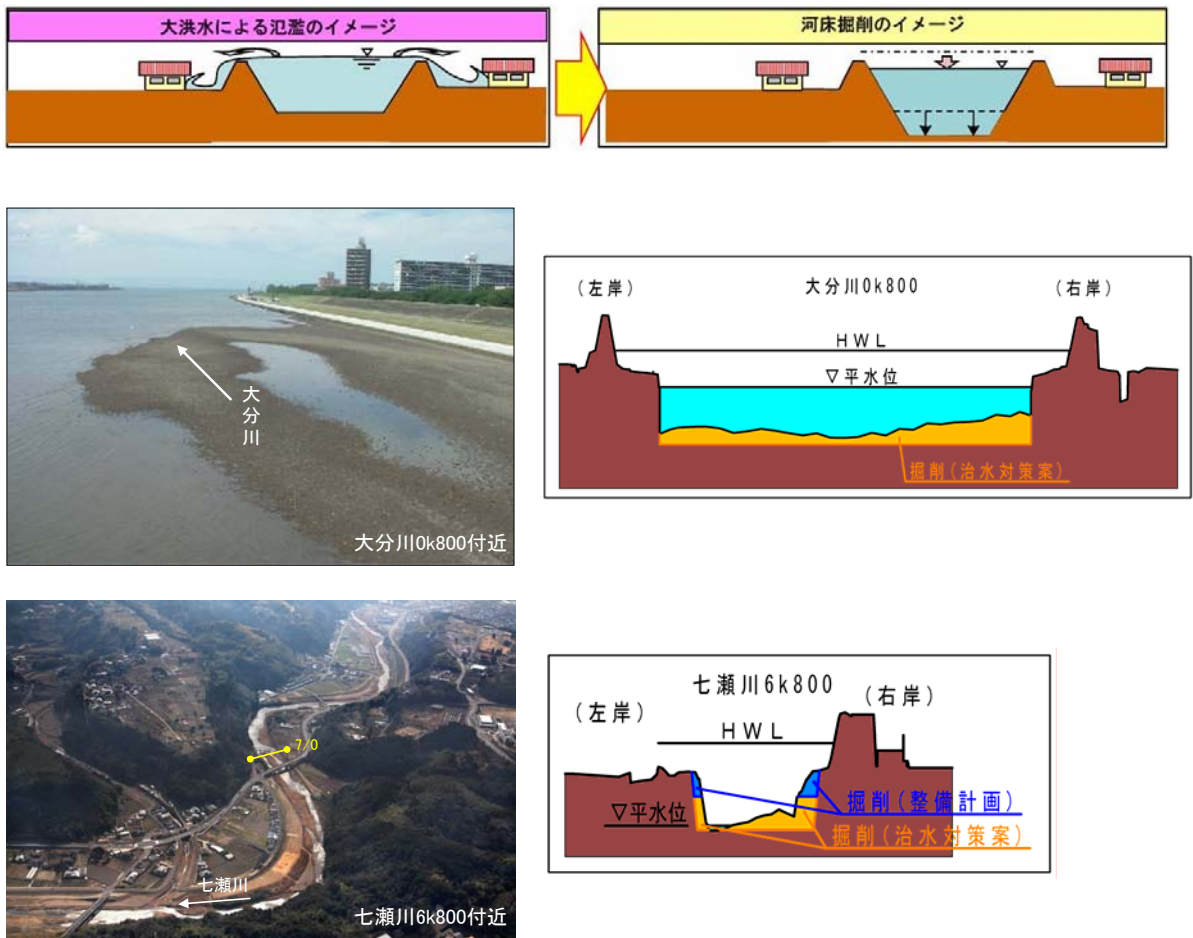 大洪水による氾濫のイメージ
河床掘削のイメージ
大分川
大分川0k800付近
大分川0k800
(左岸)
(右岸)
HWL
▽平水位
掘削(治水対策案)
7/0
七瀬川
七瀬川6k800付近
七瀬川6k800
(左岸)
(右岸)
HWL
▽平水位
掘削(整備計画)
掘削(治水対策案)